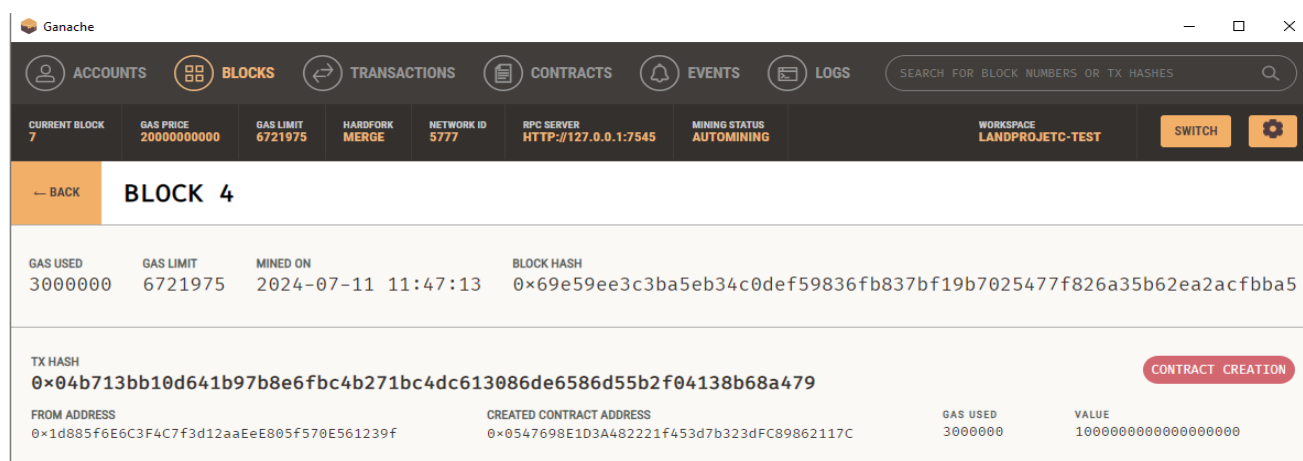 Ganache
ACCOUNTS BLOCKS TRANSACTIONS CONTRACTS EVENTS LOGS SEARCH FOR BLOCK NUMBERS OR TX HASHES
CURRENT BLOCK GAS PRICE GAS LIMIT HARDFORK NETWORK ID RPC SERVER MINING STATUS WORKSPACE
7 20000000000 6721975 MERGE 5777 HTTP://127.0.0.1:7545 AUTOMINING LANDPROJETC-TEST SWITCH
← BACK BLOCK 4
GAS USED GAS LIMIT MINED ON BLOCK HASH
3000000 6721975 2024-07-11 11:47:13 0×69e59ee3c3ba5eb34c0def59836fb837bf19b7025477f826a35b62ea2acfbba5
TX HASH
0×04b713bb10d641b97b8e6fbc4b271bc4dc613086de6586d55b2f04138b68a479 CONTRACT CREATION
FROM ADDRESS CREATED CONTRACT ADDRESS GAS USED VALUE
0×1d885f6E6C3F4C7f3d12aaEeE805f570E561239f 0×0547698E1D3A482221f453d7b323dFC89862117C 3000000 1000000000000000000